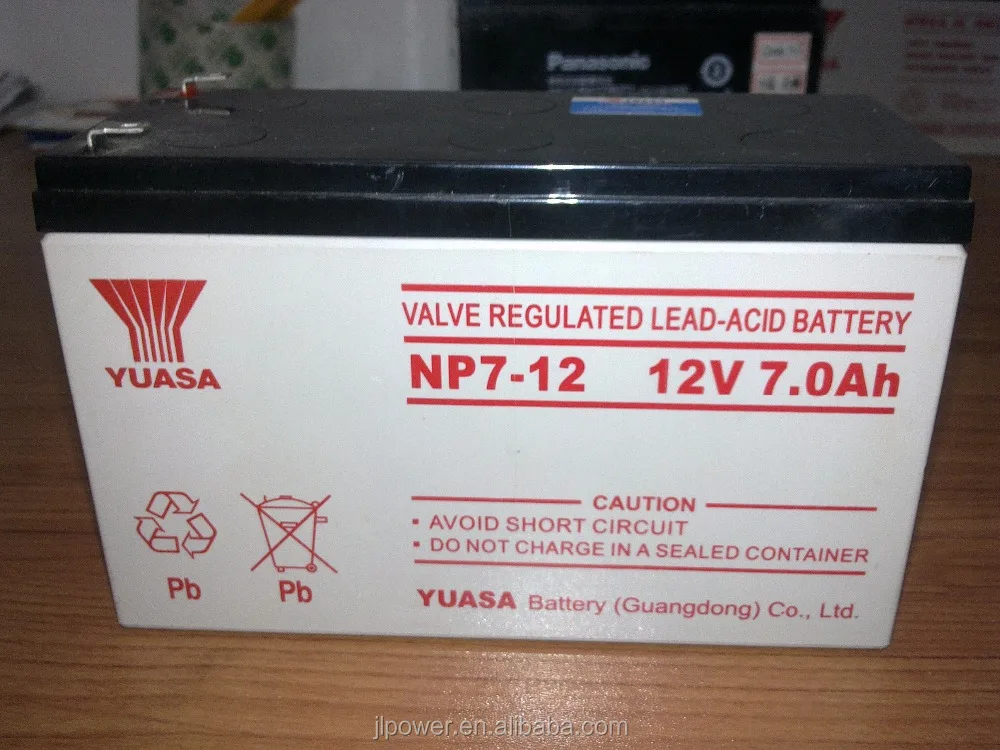 Panasonic
YUASA
VALVE REGULATED LEAD-ACID BATTERY
NP7-12 12V 7.0Ah
CAUTION
▪ AVOID SHORT CIRCUIT
▪ DO NOT CHARGE IN A SEALED CONTAINER
Pb
Pb
YUASA Battery (Guangdong) Co., Ltd.
jlpower.en.alibaba.com